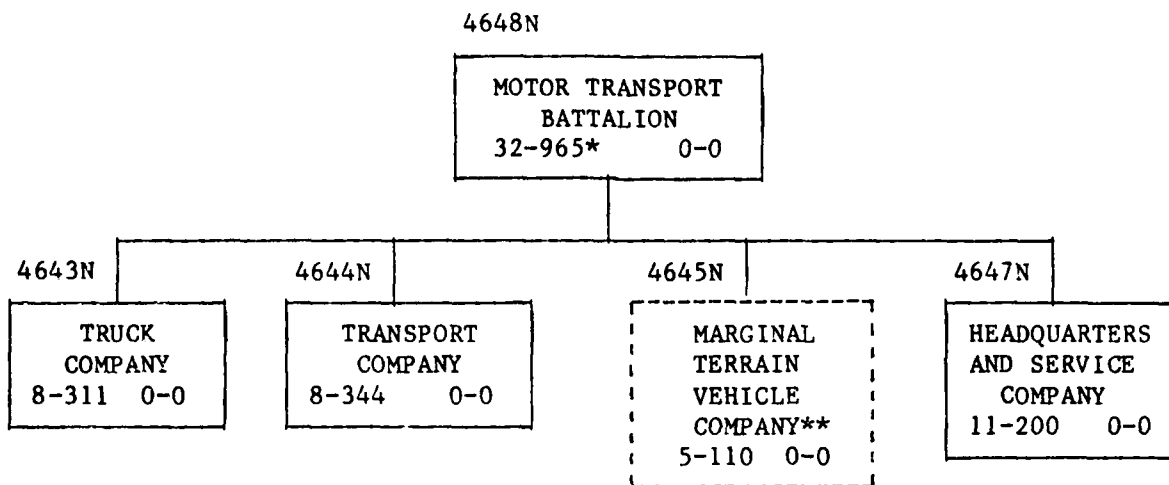 4648N
MOTOR TRANSPORT
BATTALION
32-965* 0-0
4643N
TRUCK
COMPANY
8-311 0-0
4644N
TRANSPORT
COMPANY
8-344 0-0
4645N
MARGINAL
TERRAIN
VEHICLE
COMPANY**
5-110 0-0
4647N
HEADQUARTERS
AND SERVICE
COMPANY
11-200 0-0